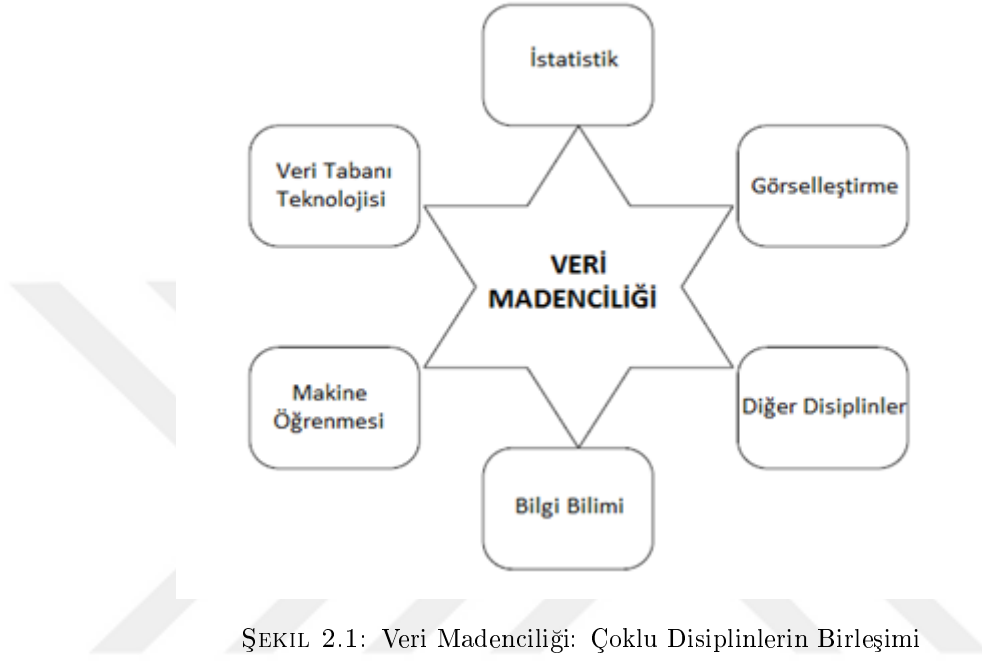 İstatistik
Veri Tabanı
Teknolojisi
Görselleştirme
VERİ
MADENCİLİĞİ
Makine
Öğrenmesi
Diğer Disiplinler
Bilgi Bilimi
ŞEKIL 2.1: Veri Madenciliği: Çoklu Disiplinlerin Birleşimi